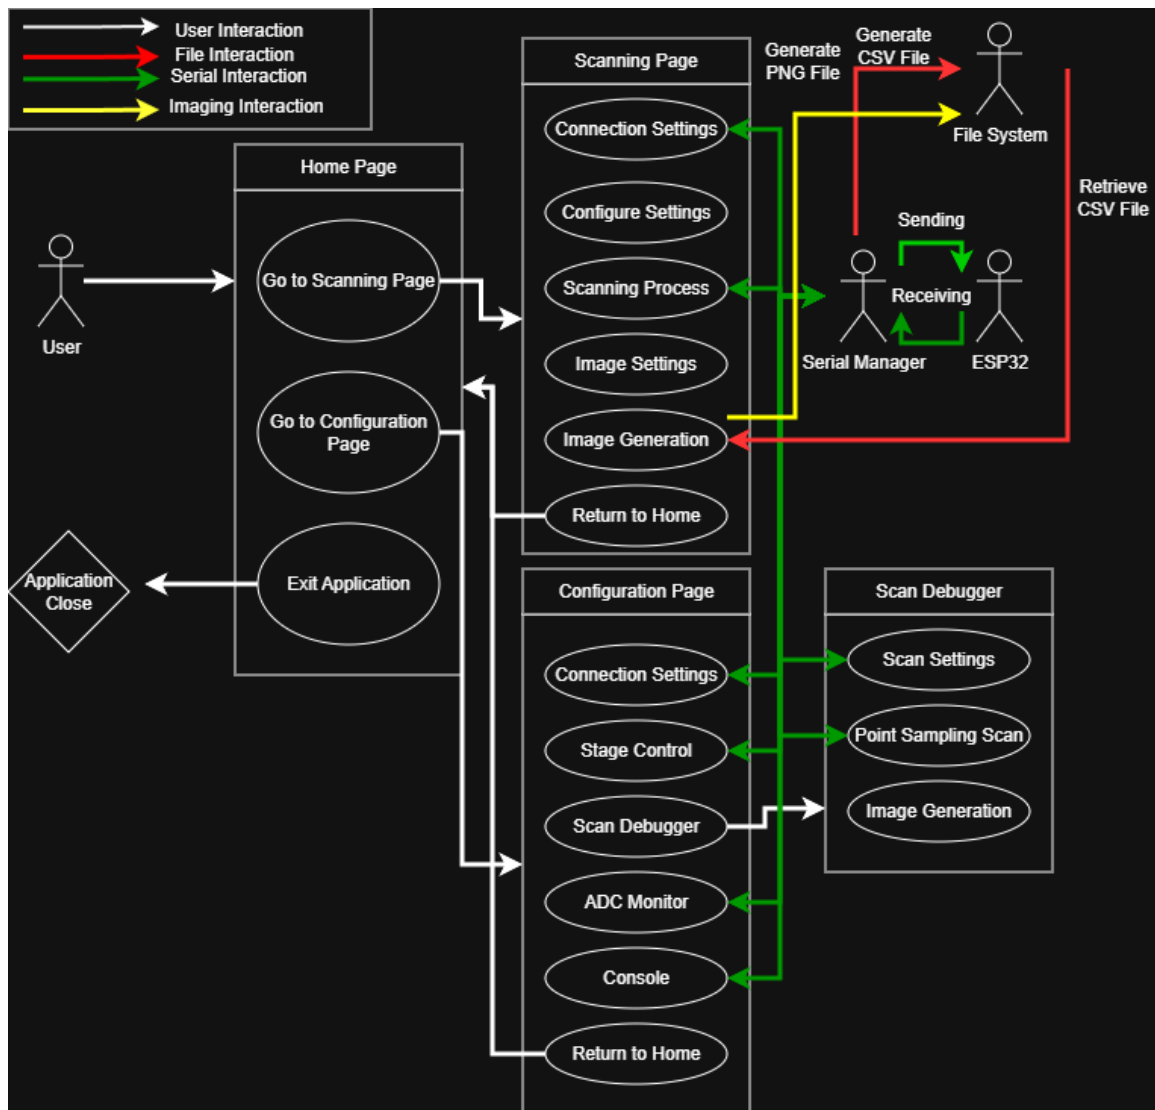 User Interaction
File Interaction
Serial Interaction
Imaging Interaction
Home Page
Go to Scanning Page
Go to Configuration
Page
Exit Application
User
Application
Close
Scanning Page
Connection Settings
Configure Settings
Scanning Process
Image Settings
Image Generation
Return to Home
Generate
PNG File
Generate
CSV File
File System
Retrieve
CSV File
Sending
Receiving
Serial Manager
ESP32
Configuration Page
Connection Settings
Stage Control
Scan Debugger
ADC Monitor
Console
Return to Home
Scan Debugger
Scan Settings
Point Sampling Scan
Image Generation